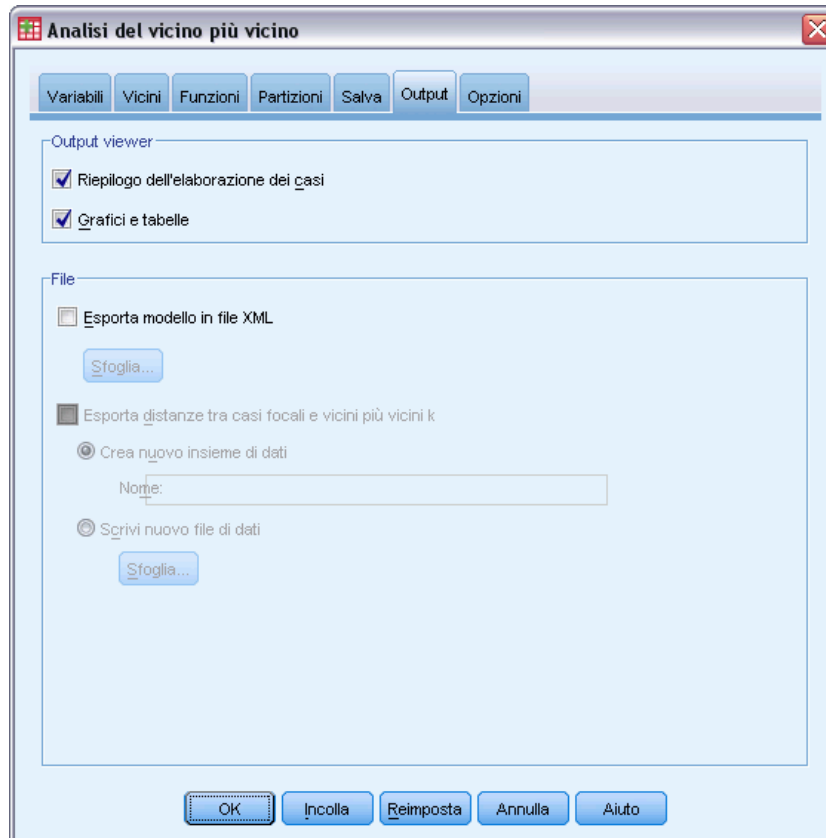 Analisi del vicino più vicino
Variabili Vicini Funzioni Partizioni Salva Output Opzioni
Output viewer
Riepilogo dell'elaborazione dei casi
Grafici e tabelle
File
Esporta modello in file XML
Sfoglia...
Esporta distanze tra casi focali e vicini più vicini k
Crea nuovo insieme di dati
Nome:
Scrivi nuovo file di dati
Sfoglia...
OK Incolla Reimposta Annulla Aiuto